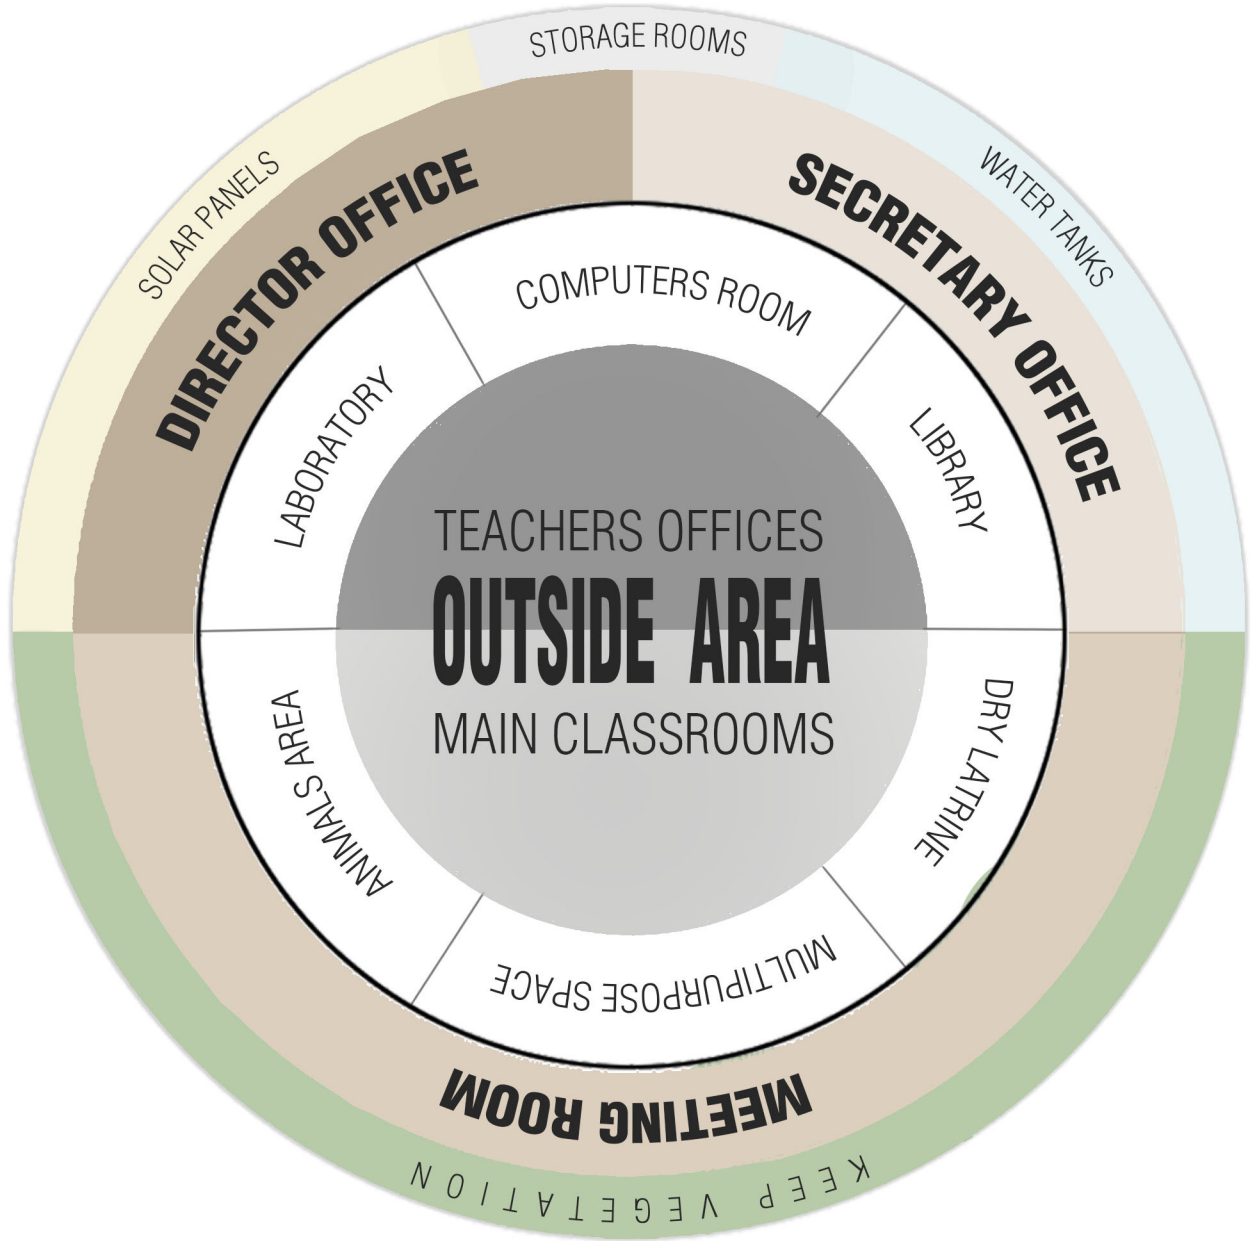 STORAGE ROOMS
SOLAR PANELS
WATER TANKS
DIRECTOR OFFICE
SECRETARY OFFICE
COMPUTERS ROOM
LABORATORY
LIBRARY
TEACHERS OFFICES
OUTSIDE AREA
MAIN CLASSROOMS
ANIMALS AREA
DRY LATRINE
MULTIPURPOSE SPACE
MEETING ROOM
KEEP VEGETATION